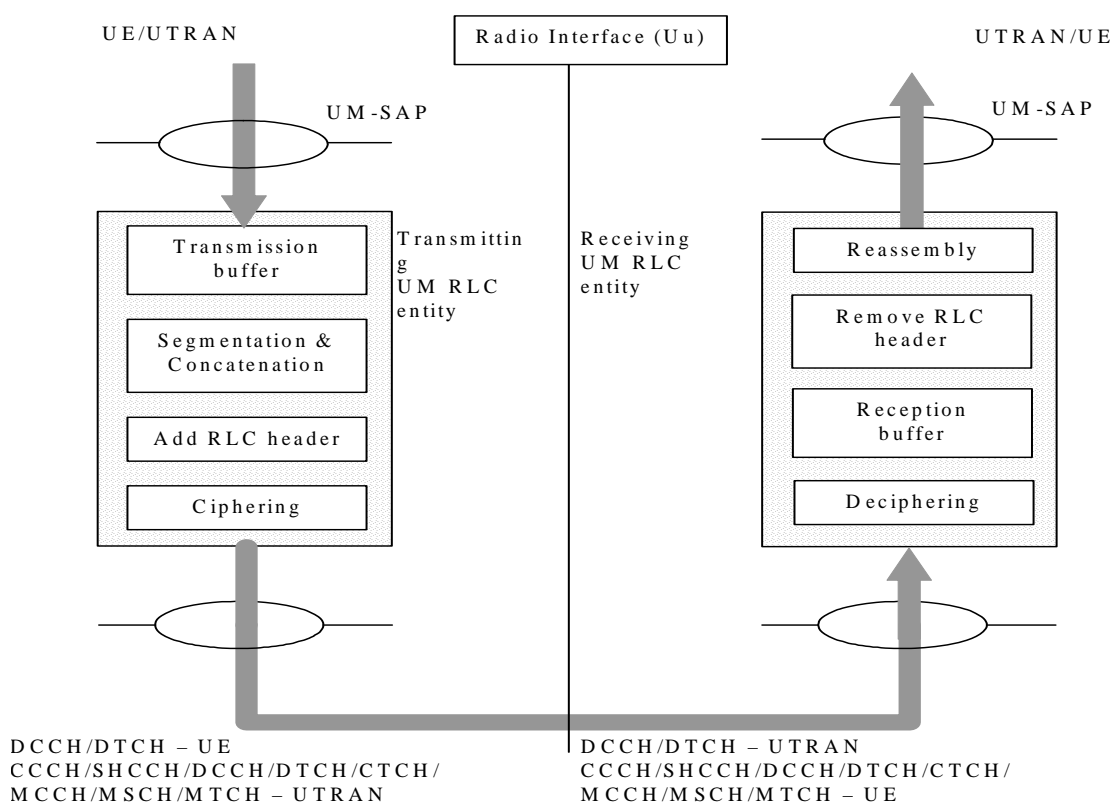 UE/UTRAN
Radio Interface (Uu)
UTRAN/UE
UM-SAP
UM-SAP
Transmission
buffer
Segmentation &
Concatenation
Add RLC header
Ciphering
Transmittin
g
UM RLC
entity
Receiving
UM RLC
entity
Reassembly
Remove RLC
header
Reception
buffer
Deciphering
DCCH/DTCH – UE
CCCH/SHCCH/DCCH/DTCH/CTCH/
MCCH/MSCH/MTCH – UTRAN
DCCH/DTCH – UTRAN
CCCH/SHCCH/DCCH/DTCH/CTCH/
MCCH/MSCH/MTCH – UE